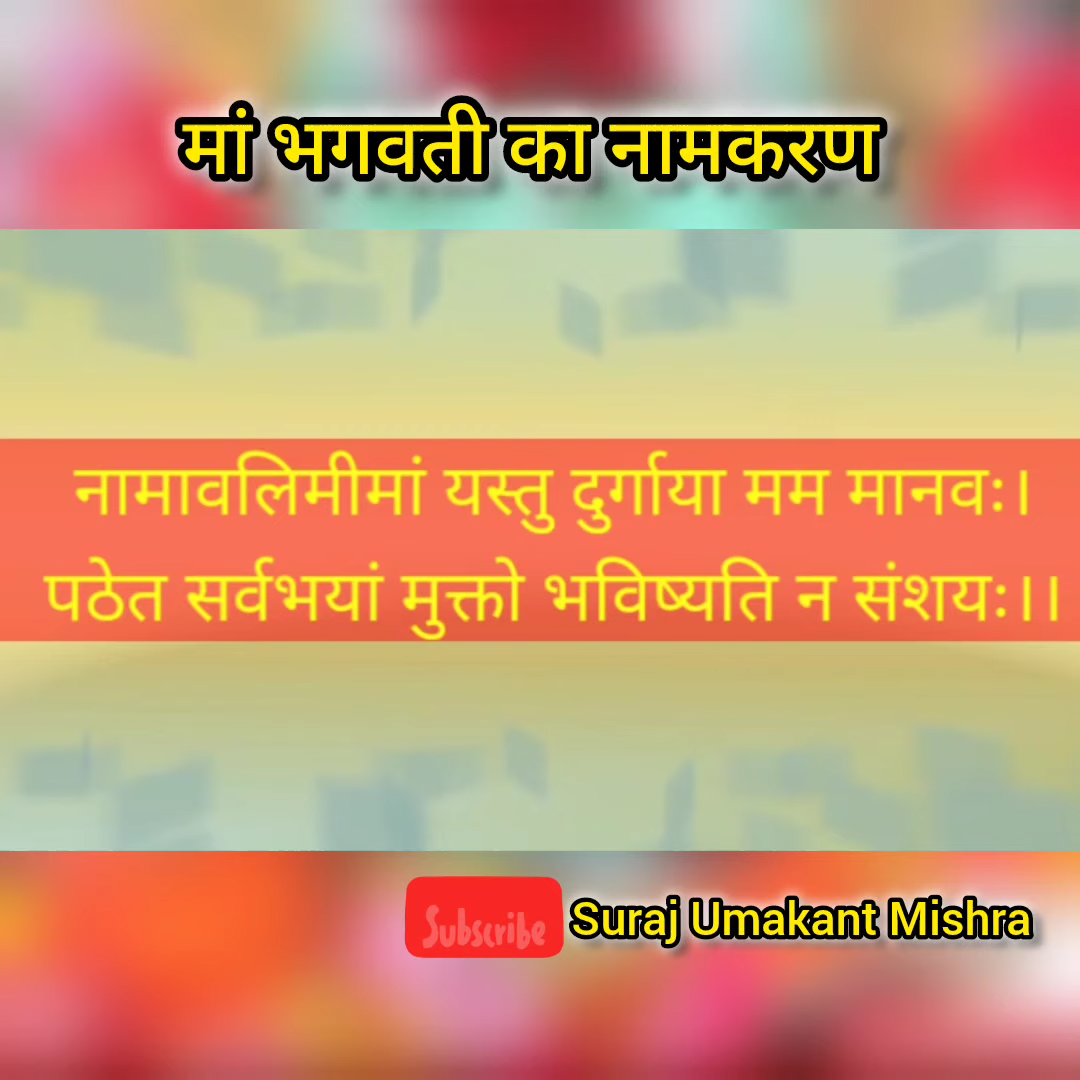 मां भगवती का नामकरण
नामावलिमीमां यस्तु दुर्गाया मम मानवः।
पठेत सर्वभयां मुक्तो भविष्यति न संशयः।।
Subscribe Suraj Umakant Mishra